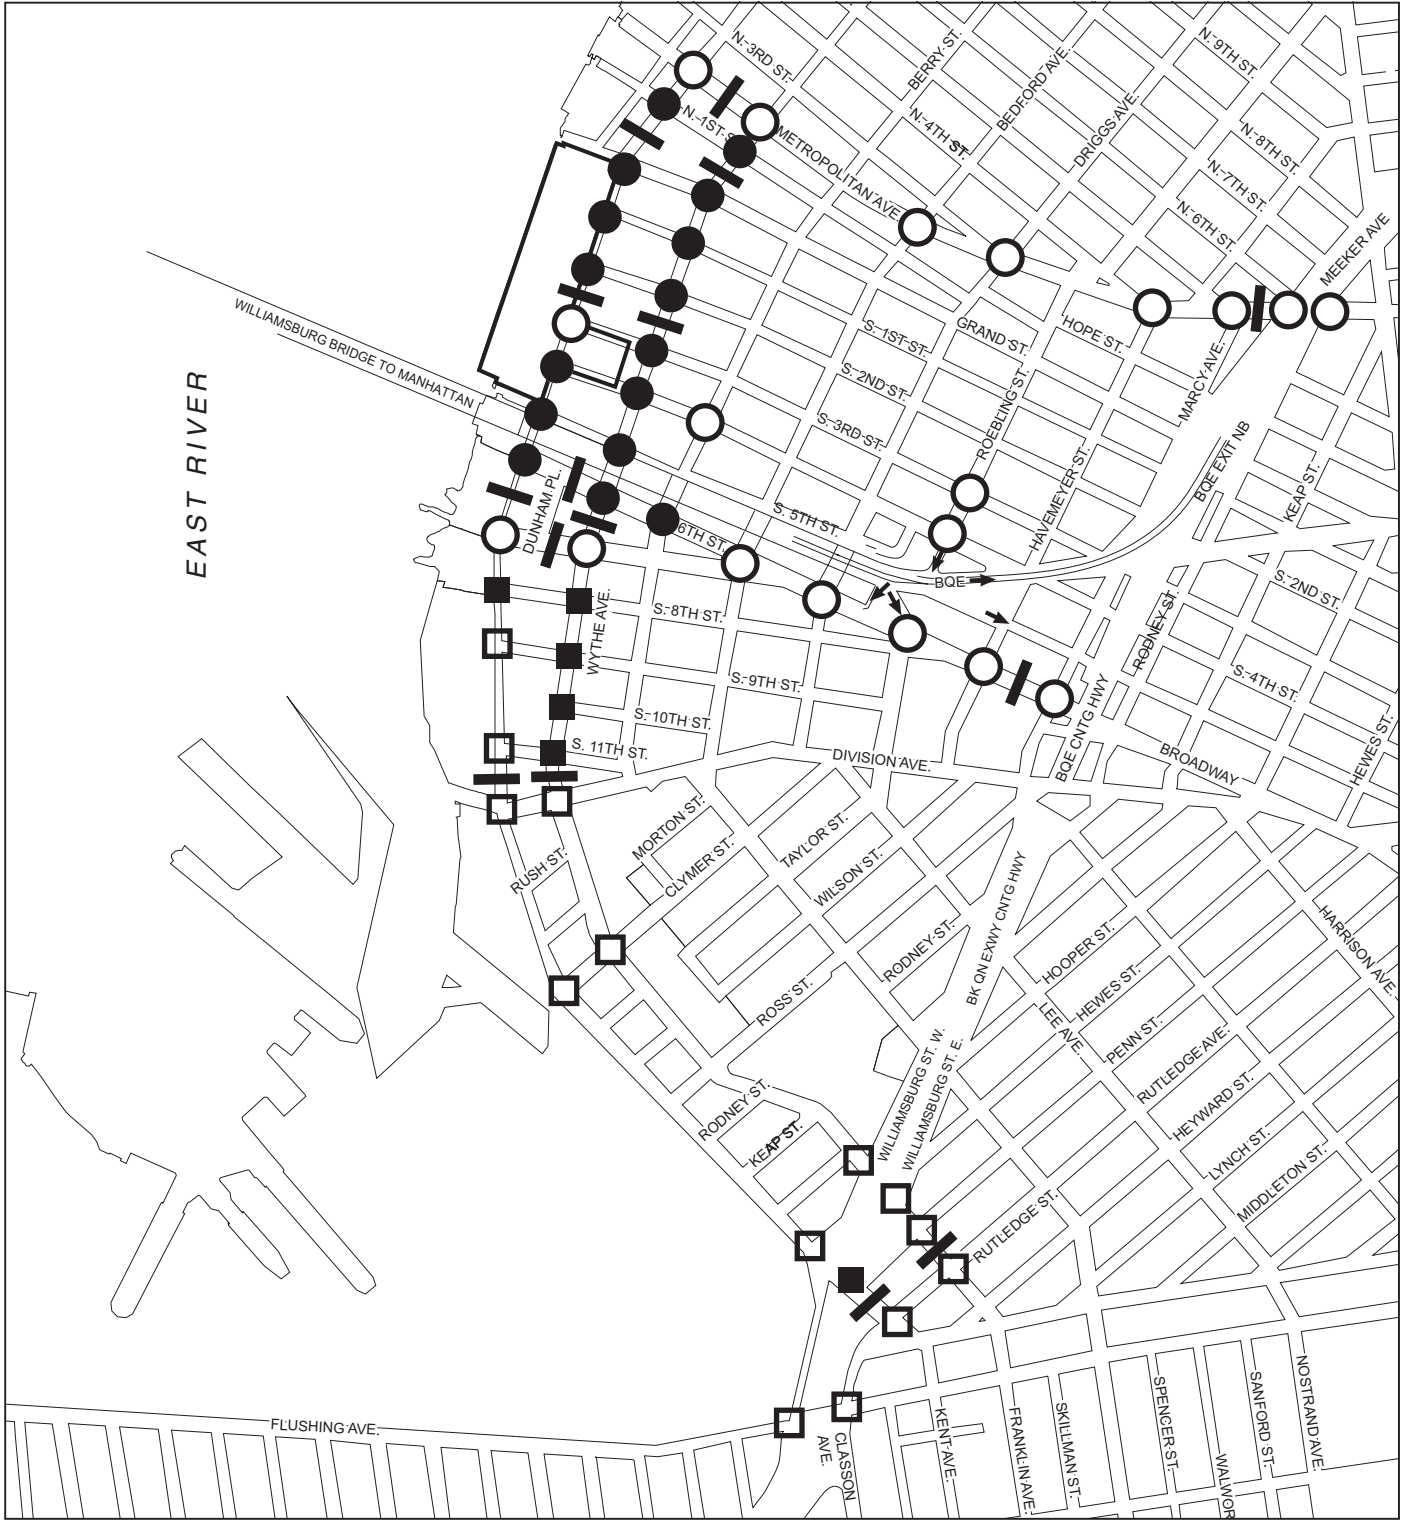 N. 3RD ST.
BERRY ST.
BEDFORD AVE.
N. 9TH ST.
N. 1ST S
N. 4TH ST.
DRIGGS AVE.
N. 8TH ST.
METROPOLITAN AVE.
N. 7TH ST.
N. 6TH ST.
MEEKER AVE
WILLIAMSBURG BRIDGE TO MANHATTAN
S. 1ST ST.
GRAND ST.
HOPE ST.
EAST RIVER
S. 2ND ST.
MARCY AVE.
S. 3RD ST.
ROEBLING ST.
BQE EXIT NB
KEAP ST.
HAVEMEYER ST.
DUNHAM PL.
S. 5TH ST.
6TH ST.
BQE
S. 2ND ST.
S. 8TH ST.
WYTHE AVE.
RODNEY ST.
S. 9TH ST.
S. 4TH ST.
S. 10TH ST.
BQE CNTG HWY
HEWES ST.
S. 11TH ST.
DIVISION AVE.
BROADWAY
MORTON ST.
TAYLOR ST.
RUSH ST.
CLYMER ST.
WILSON ST.
BK QN EXWY CNTG HWY
RODNEY ST.
HOOPER ST.
HARRISON AVE.
HEWES ST.
ROSS ST.
LEE AVE.
PENN ST.
WILLIAMSBURG ST. W.
WILLIAMSBURG ST. E.
RUTLEDGE AVE.
RODNEY ST.
HEYWARD ST.
KEAP ST.
LYNCH ST.
MIDDLETON ST.
RUTLEDGE ST.
FLUSHING AVE.
CLASSON
AVE.
KENT AVE.
FRANKLIN AVE.
SKILLMAN ST.
SPENCER ST.
WALWOR
SANFORD ST.
NOSTRAND AVE.